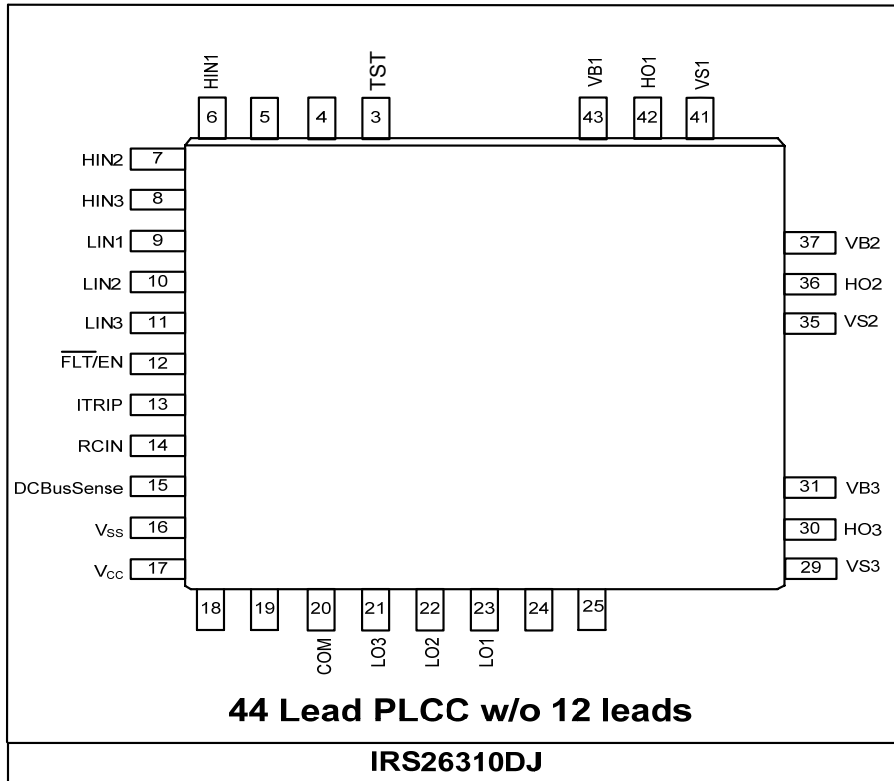 HIN1
TST
VB1
HO1
VS1
6
5
4
3
43
42
41
HIN2 7
HIN3 8
LIN1 9
37 VB2
LIN2 10
36 HO2
LIN3 11
35 VS2
FLT/EN 12
ITRIP 13
RCIN 14
DCBusSense 15
31 VB3
VSS 16
30 HO3
VCC 17
29 VS3
18
19
20
21
22
23
24
25
COM
LO3
LO2
LO1
44 Lead PLCC w/o 12 leads
IRS26310DJ